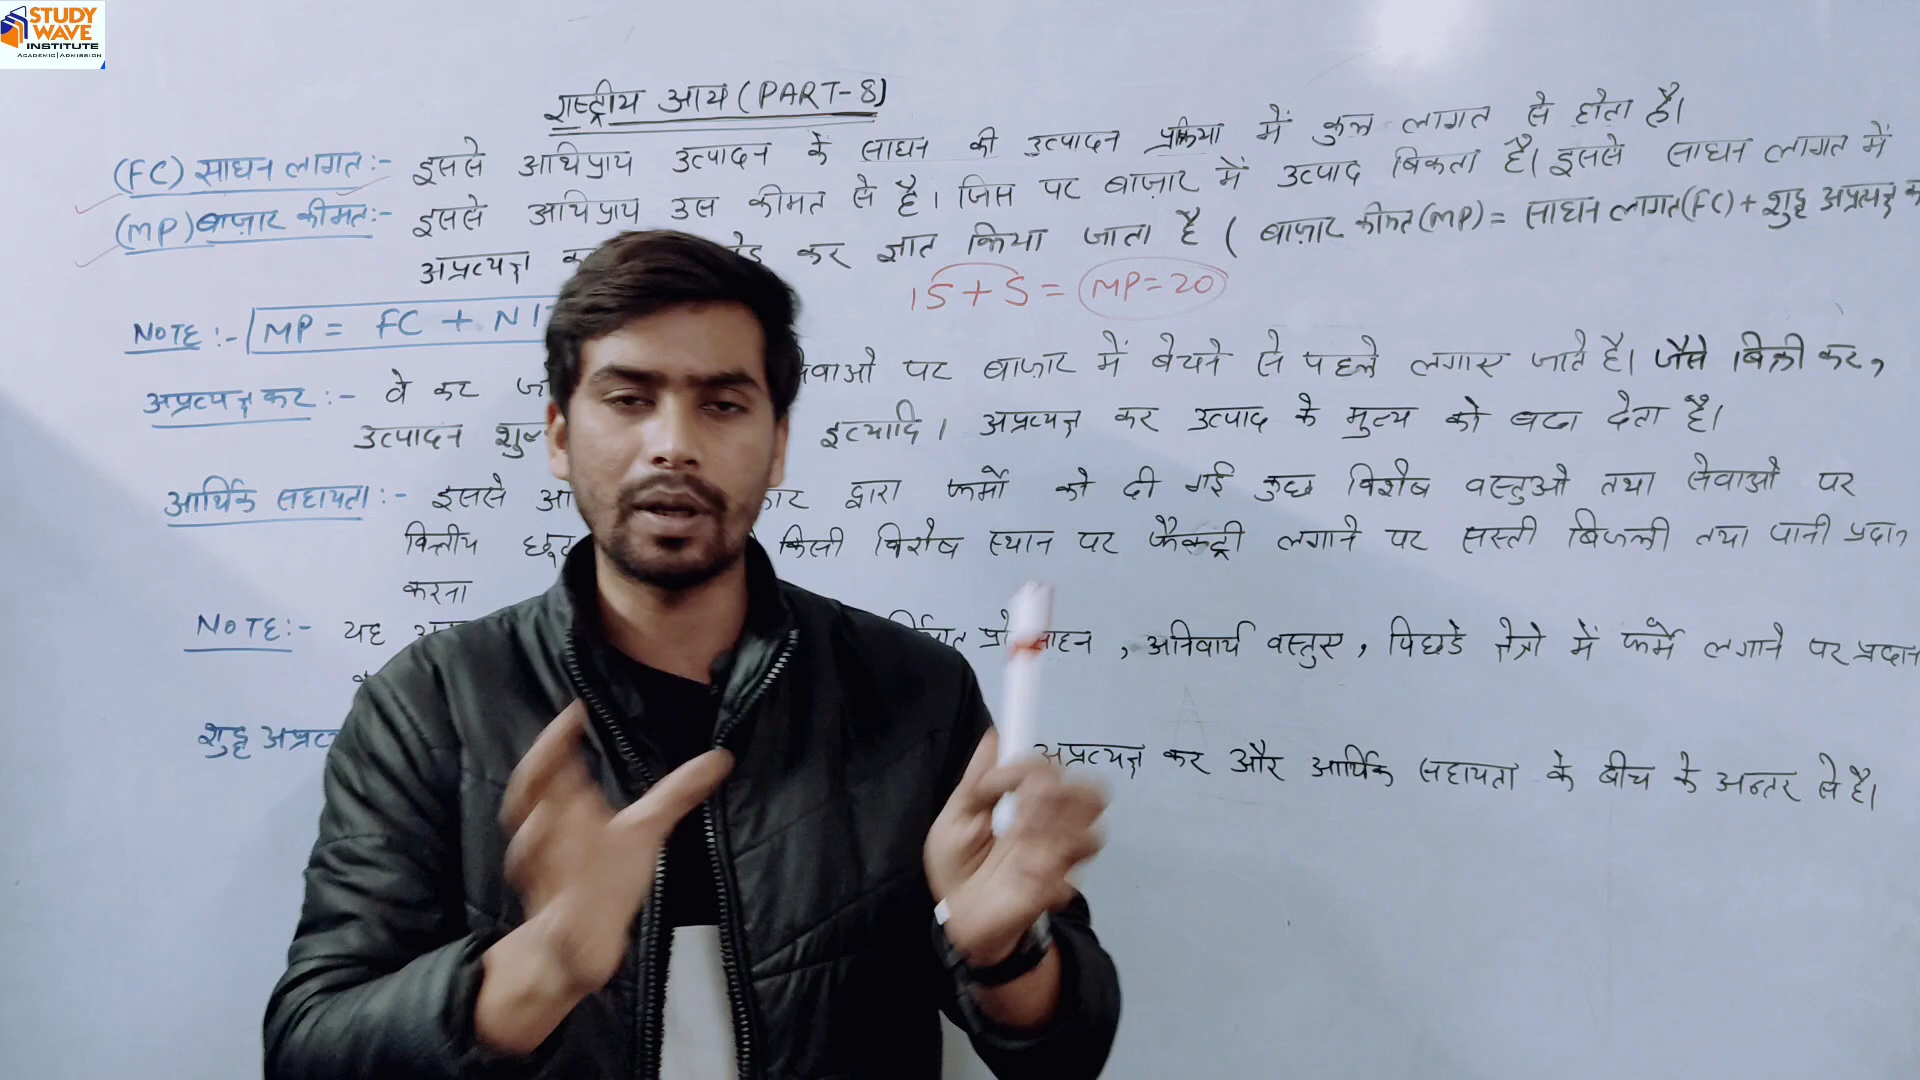 STUDY
WAVE
INSTITUTE
ACADEMIC|ADMISSION
राष्ट्रीय आय (PART-8)
(FC) साधन लागत:- इससे अभिप्राय उत्पादन के साधन की उत्पादन प्रक्रिया में कुल लागत से होता है।
(MP) बाज़ार कीमत:- इससे अभिप्राय उस कीमत से है। जिस पर बाज़ार में उत्पाद बिकता है। इससे साधन लागत में
अप्रत्यक्ष कर ज्ञात किया जाता है ( बाज़ार कीमत (MP) = साधन लागत (FC) + शुद्ध अप्रत्यक्ष
15 + 5 = MP=20
NOTE:- MP = FC + NI
अप्रत्यक्ष कर:- वे कर पर बाज़ार में बेचने से पहले लगाए जाते है। जैसे बिक्री कर,
उत्पादन इत्यादि। अप्रत्यक्ष कर उत्पाद के मुल्य को बढा देता है।
आर्थिक सहायता:- इससे द्वारा फर्मों को दी गई कुछ विशेष वस्तुओ तथा सेवाओ पर
वित्तीय किसी विशेष स्थान पर फैक्ट्री लगाने पर सस्ती बिजली तथा पानी
करना
NOTE:- यह , अनिवार्य वस्तुए, पिछडे क्षेत्रो में फर्में लगाने पर प्रदान
शुद्ध अप्रत्यक्ष कर और आर्थिक सहायता के बीच के अन्तर से है।